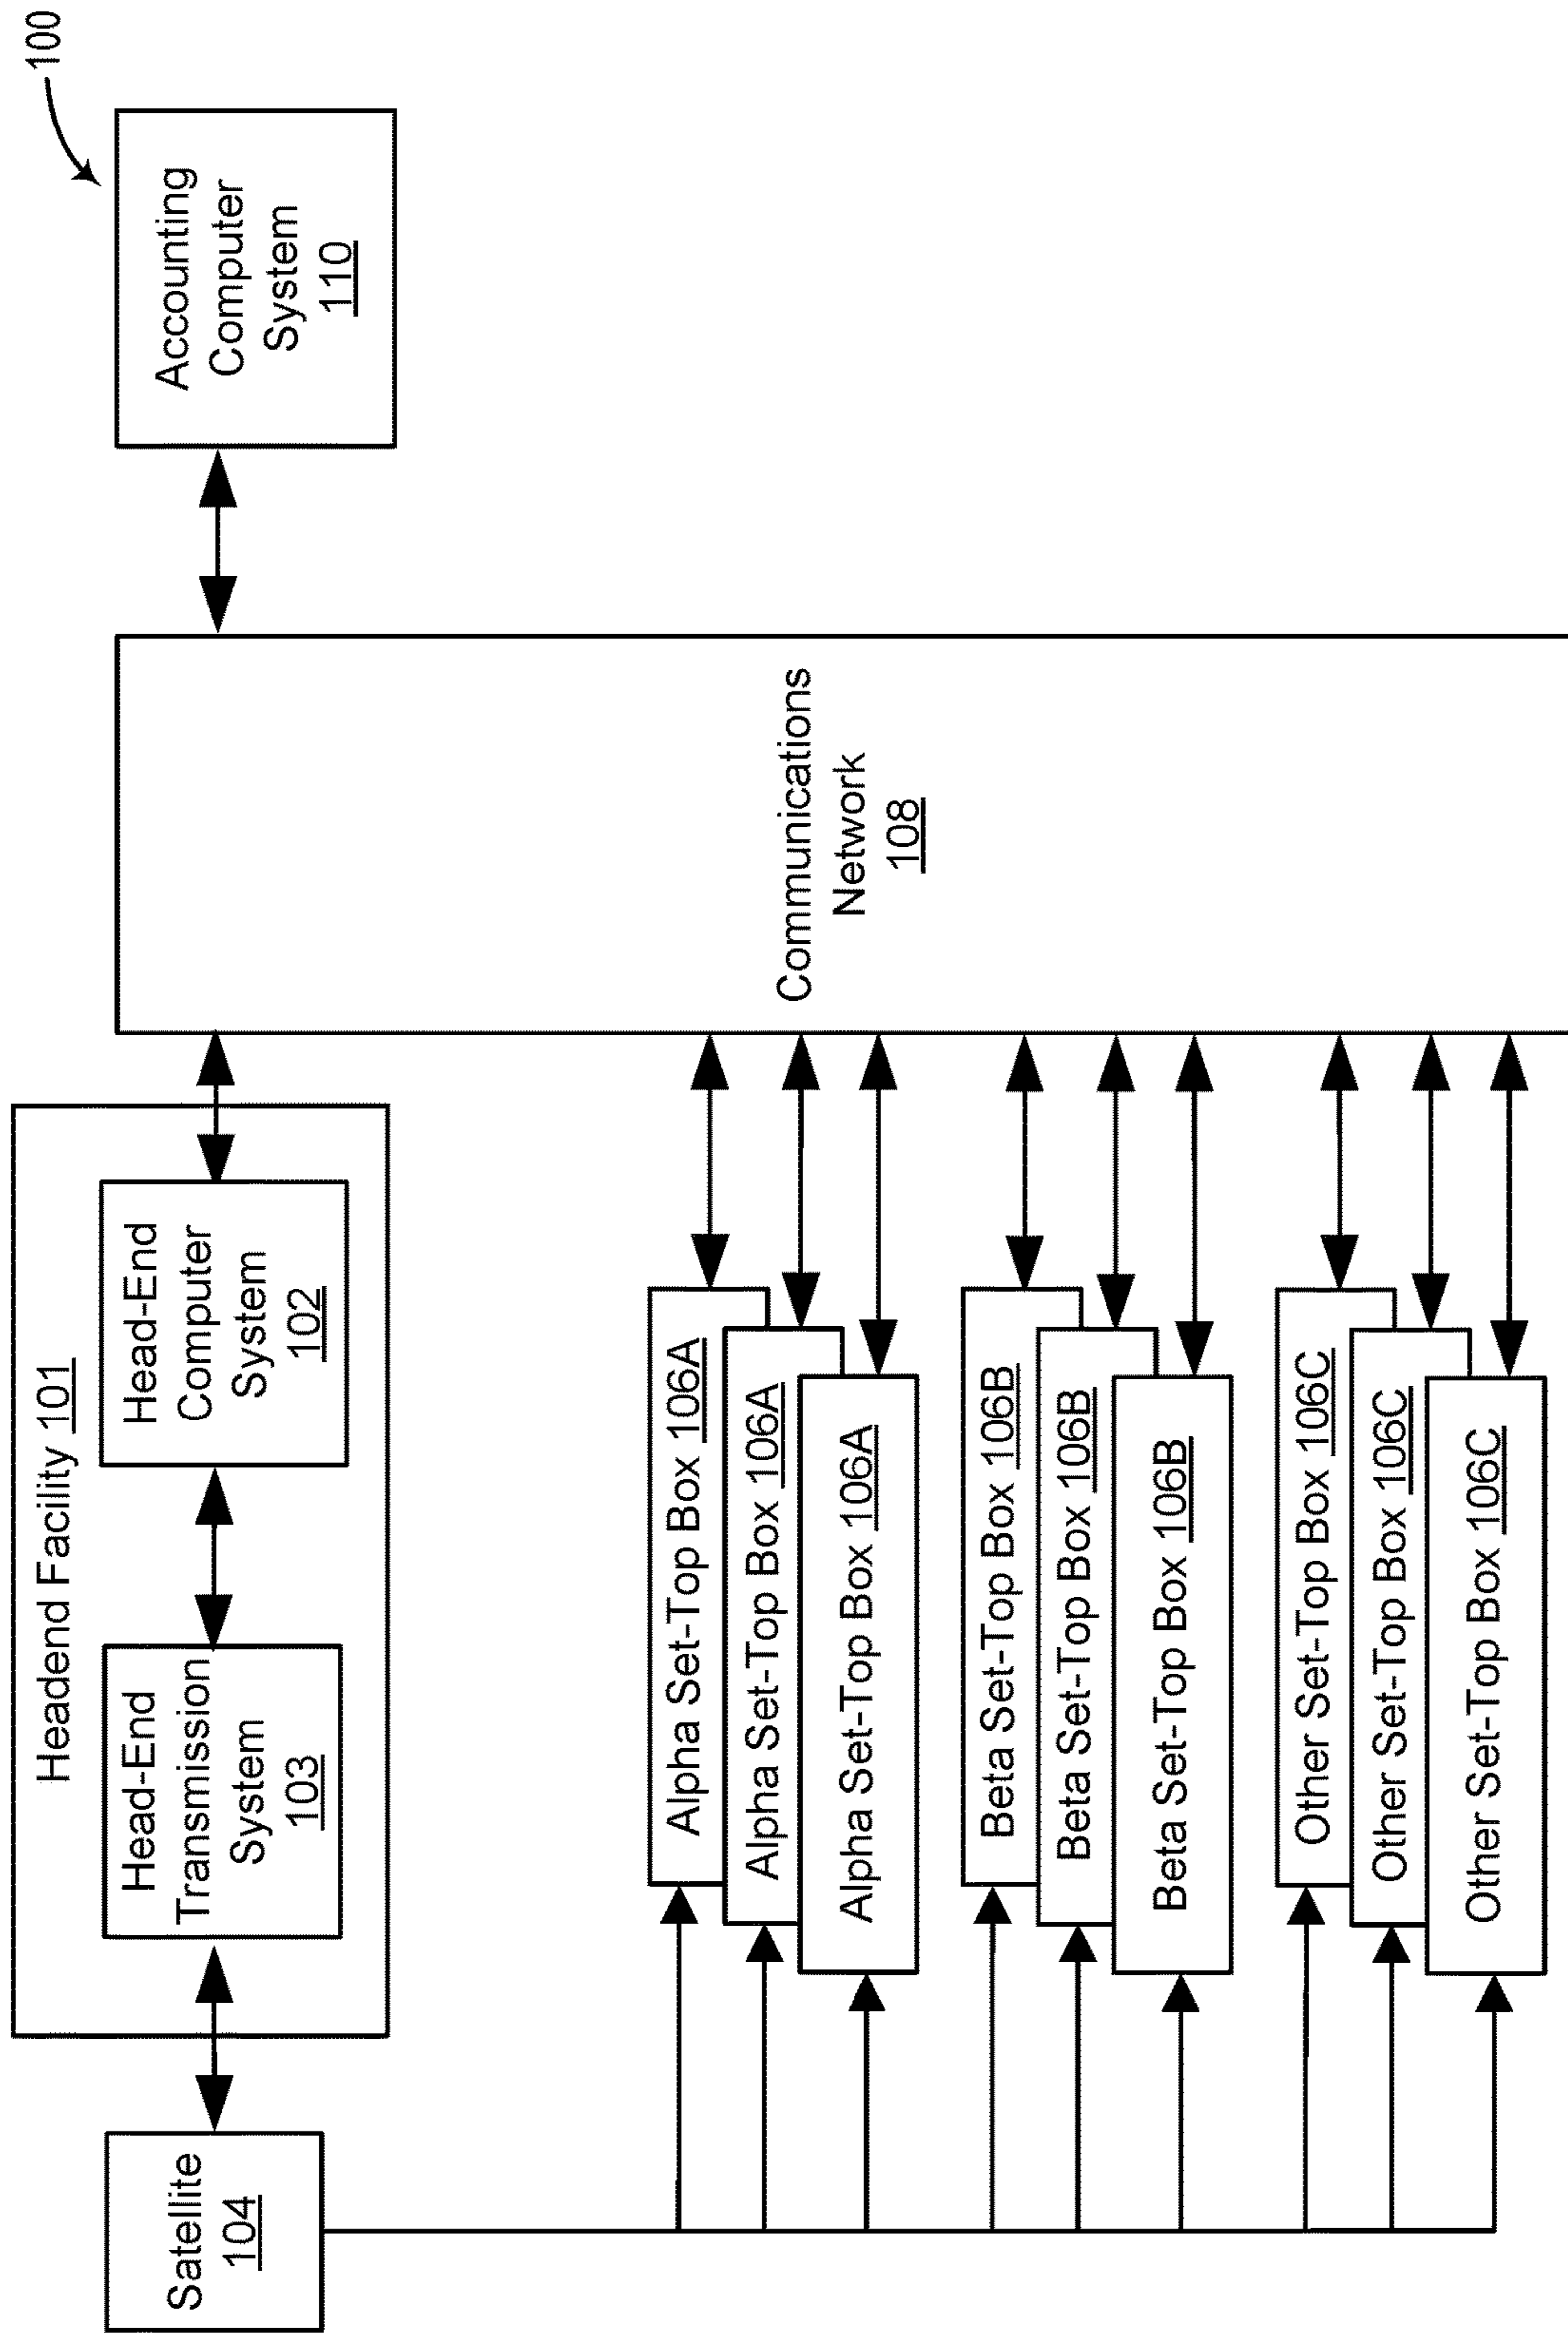 100
Satellite
104
Headend Facility 101
Head-End
Transmission
System
103
Head-End
Computer
System
102
Accounting
Computer
System
110
Communications
Network
108
Alpha Set-Top Box 106A
Alpha Set-Top Box 106A
Alpha Set-Top Box 106A
Beta Set-Top Box 106B
Beta Set-Top Box 106B
Beta Set-Top Box 106B
Other Set-Top Box 106C
Other Set-Top Box 106C
Other Set-Top Box 106C